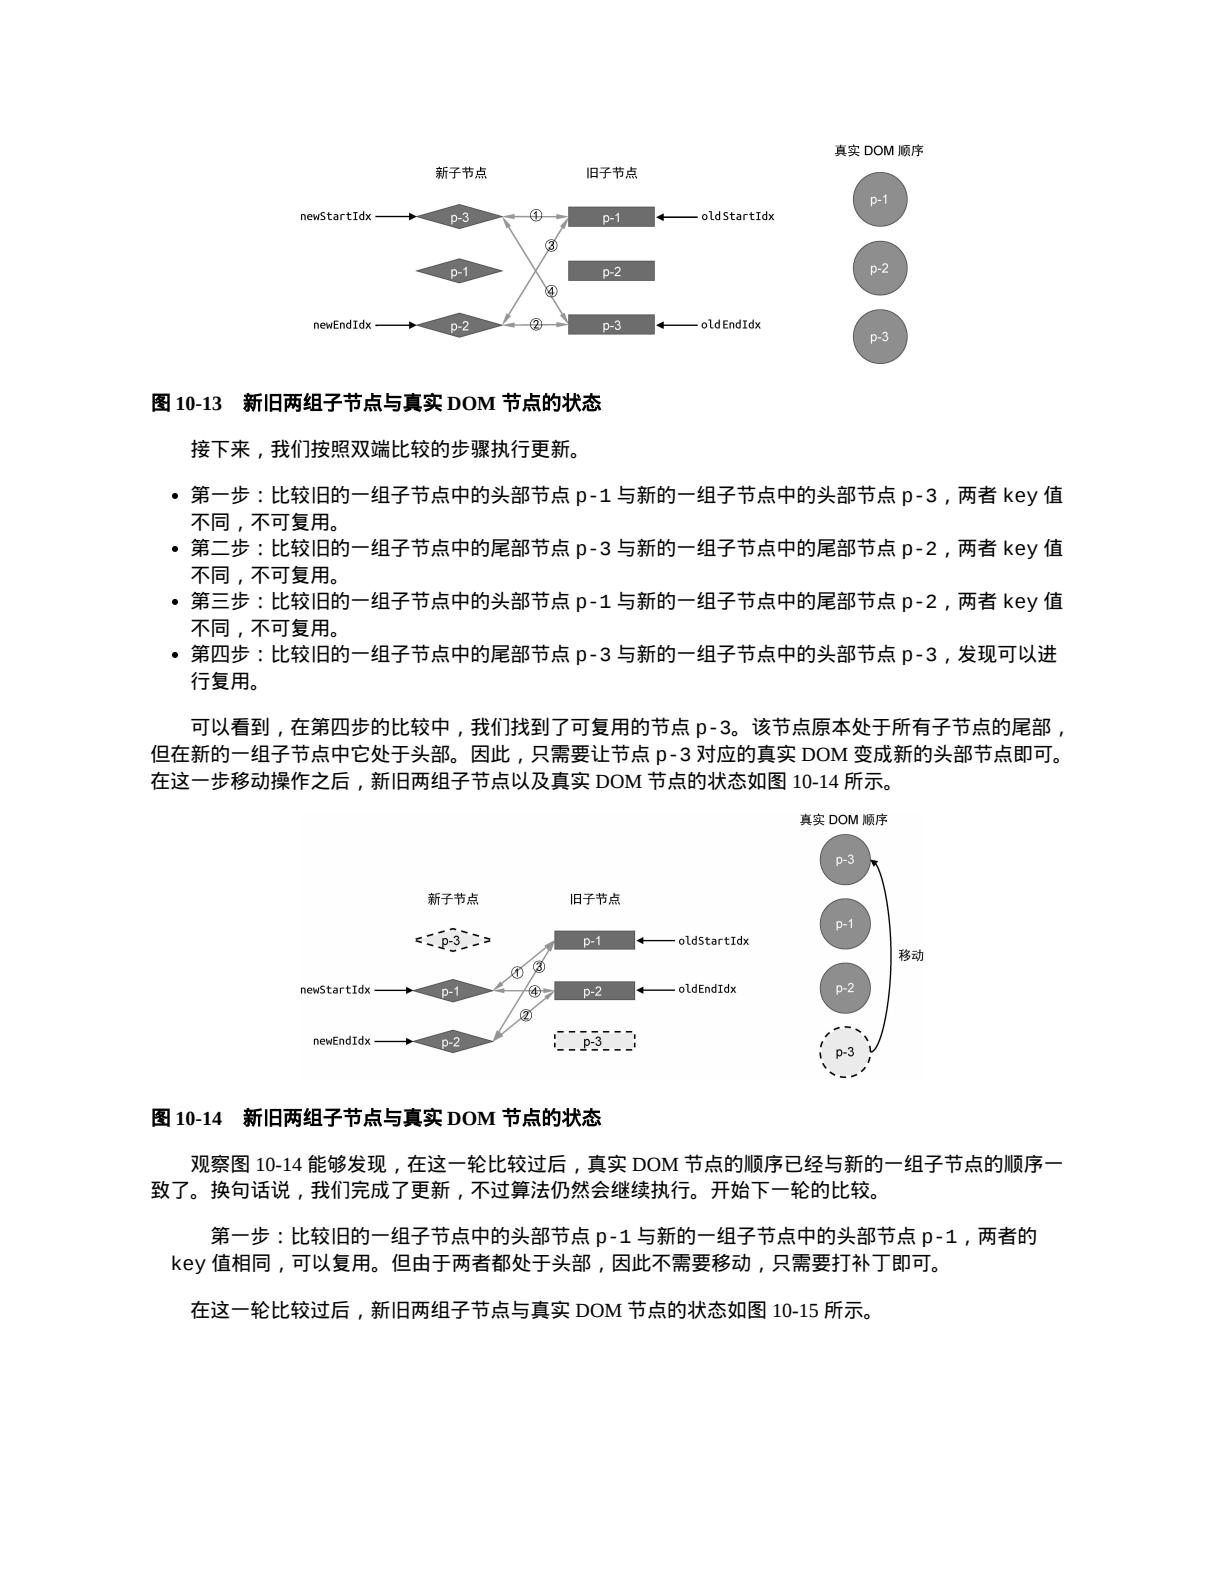 真实 DOM 顺序
新子节点 旧子节点
p-1
newStartIdx p-3 ① p-1 oldStartIdx
③
p-1 p-2 p-2
④
newEndIdx p-2 ② p-3 oldEndIdx
p-3
图 10-13 新旧两组子节点与真实 DOM 节点的状态
接下来，我们按照双端比较的步骤执行更新。
• 第一步：比较旧的一组子节点中的头部节点 p-1 与新的一组子节点中的头部节点 p-3，两者 key 值
不同，不可复用。
• 第二步：比较旧的一组子节点中的尾部节点 p-3 与新的一组子节点中的尾部节点 p-2，两者 key 值
不同，不可复用。
• 第三步：比较旧的一组子节点中的头部节点 p-1 与新的一组子节点中的尾部节点 p-2，两者 key 值
不同，不可复用。
• 第四步：比较旧的一组子节点中的尾部节点 p-3 与新的一组子节点中的头部节点 p-3，发现可以进
行复用。
可以看到，在第四步的比较中，我们找到了可复用的节点 p-3。该节点原本处于所有子节点的尾部，
但在新的一组子节点中它处于头部。因此，只需要让节点 p-3 对应的真实 DOM 变成新的头部节点即可。
在这一步移动操作之后，新旧两组子节点以及真实 DOM 节点的状态如图 10-14 所示。
真实 DOM 顺序
p-3
新子节点 旧子节点
p-1
p-3 p-1 oldStartIdx
移动
① ③
newStartIdx p-1 ④ p-2 oldEndIdx
p-2
②
newEndIdx p-2 p-3
p-3
图 10-14 新旧两组子节点与真实 DOM 节点的状态
观察图 10-14 能够发现，在这一轮比较过后，真实 DOM 节点的顺序已经与新的一组子节点的顺序一
致了。换句话说，我们完成了更新，不过算法仍然会继续执行。开始下一轮的比较。
第一步：比较旧的一组子节点中的头部节点 p-1 与新的一组子节点中的头部节点 p-1，两者的
key 值相同，可以复用。但由于两者都处于头部，因此不需要移动，只需要打补丁即可。
在这一轮比较过后，新旧两组子节点与真实 DOM 节点的状态如图 10-15 所示。